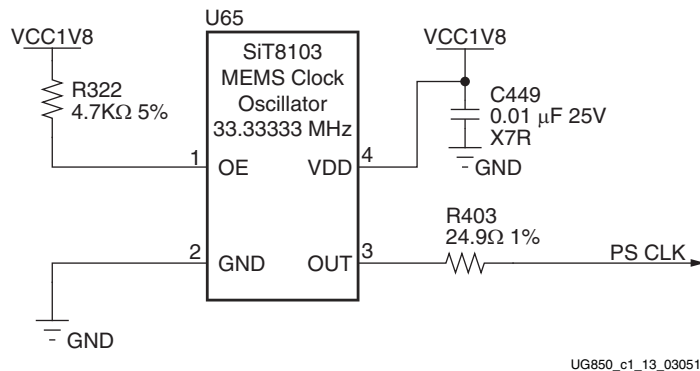 U65
VCC1V8
VCC1V8
SiT8103
MEMS Clock
Oscillator
33.33333 MHz
R322
4.7KΩ 5%
C449
0.01 μF 25V
X7R
GND
1
OE
VDD
4
R403
24.9Ω 1%
2
GND
OUT
3
PS CLK
GND
UG850_c1_13_03051